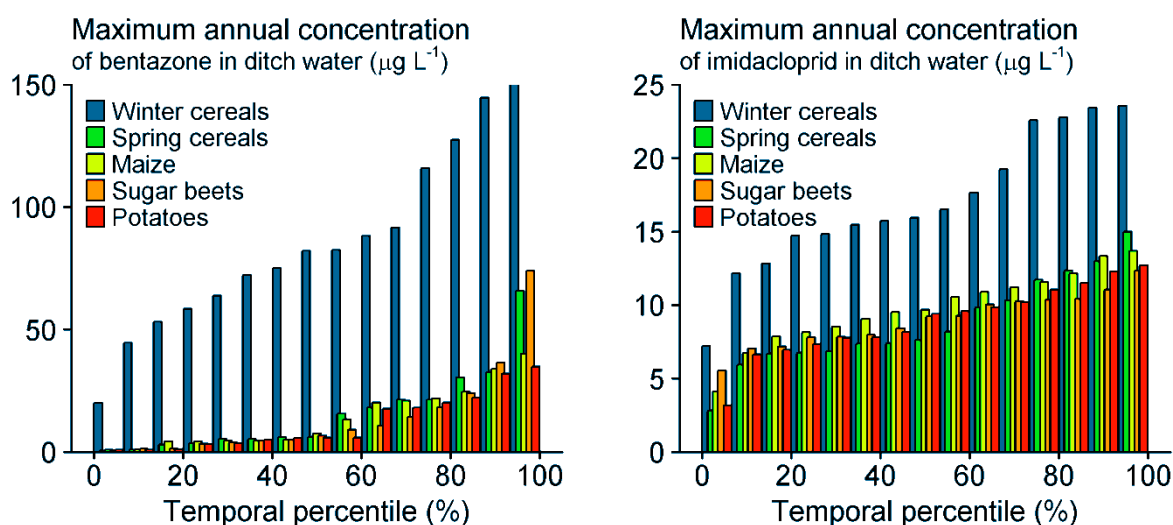 Maximum annual concentration
of bentazone in ditch water (μg L⁻¹)
150
100
50
0
Winter cereals
Spring cereals
Maize
Sugar beets
Potatoes
0 20 40 60 80 100
Temporal percentile (%)
Maximum annual concentration
of imidacloprid in ditch water (μg L⁻¹)
25
20
15
10
5
0
Winter cereals
Spring cereals
Maize
Sugar beets
Potatoes
0 20 40 60 80 100
Temporal percentile (%)